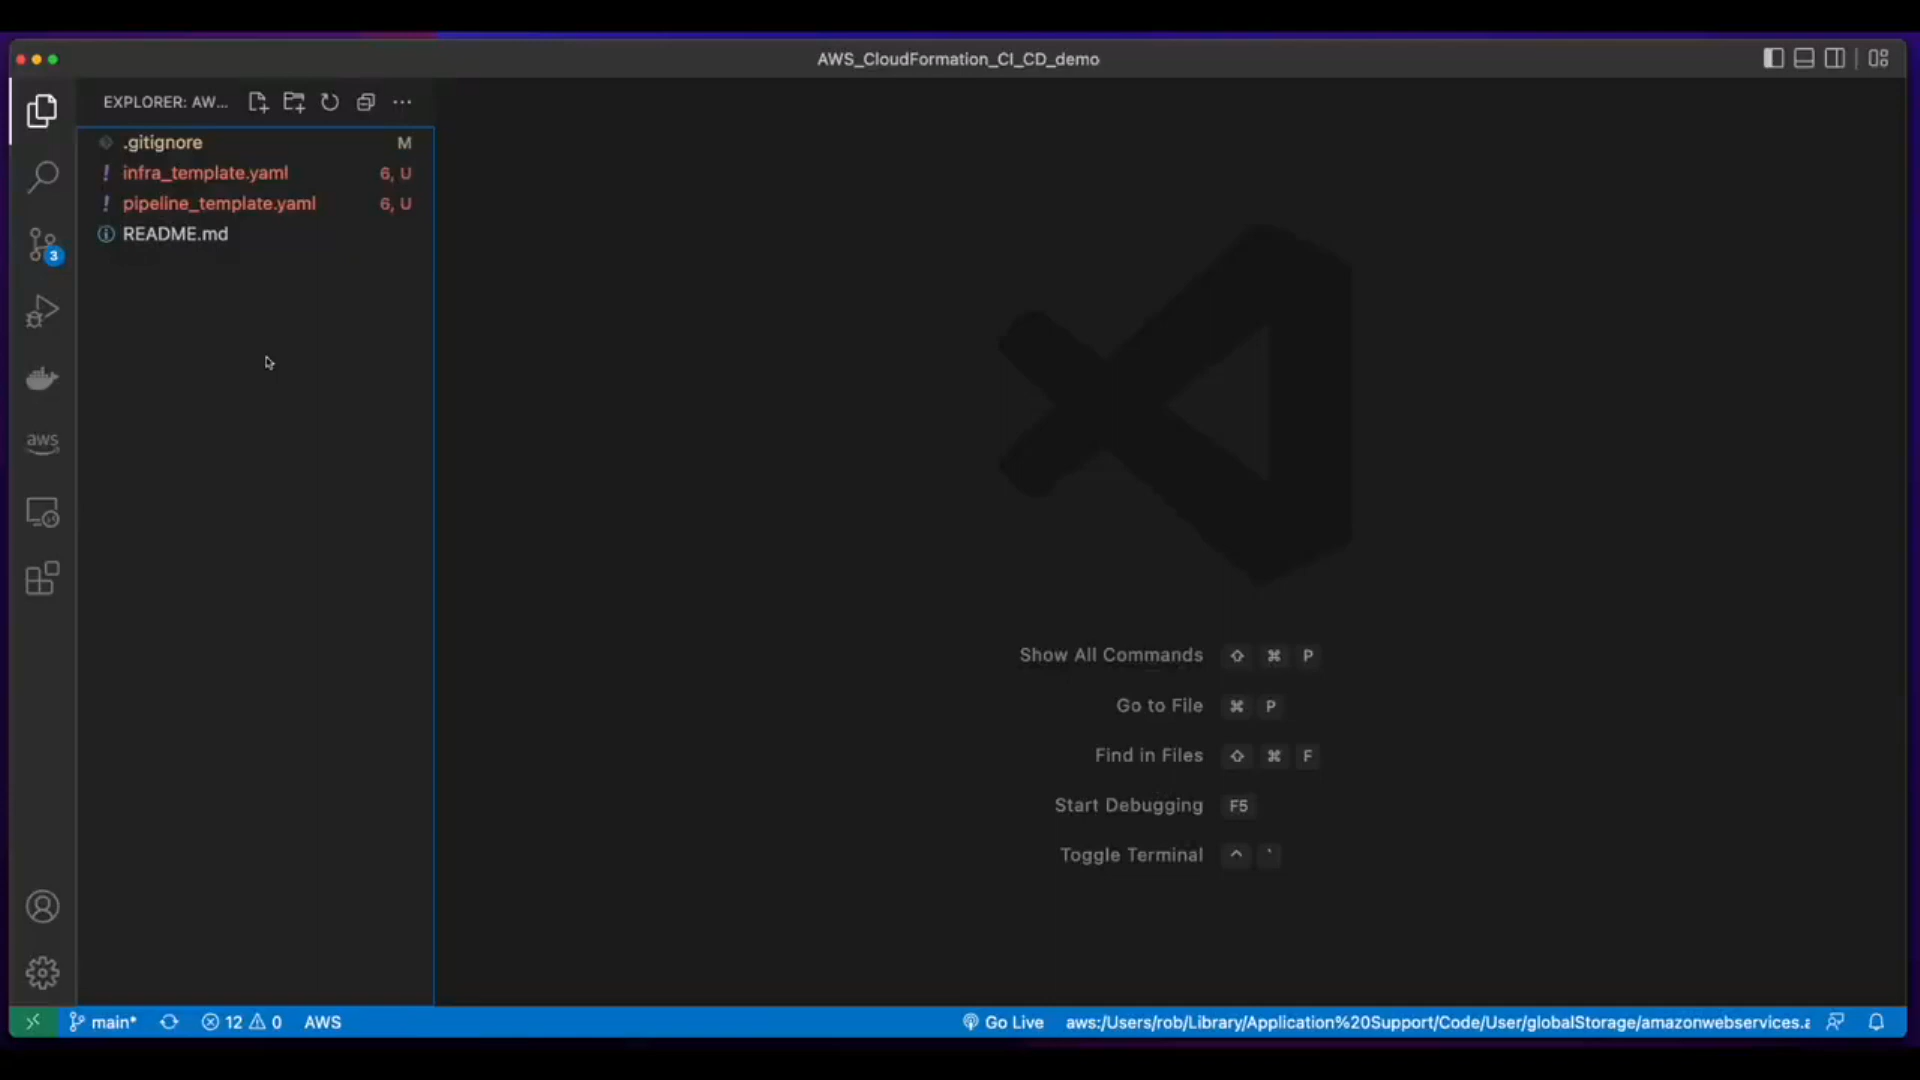 AWS_CloudFormation_CI_CD_demo
EXPLORER: AW...
.gitignore M
! infra_template.yaml 6, U
! pipeline_template.yaml 6, U
README.md
3
aws
Show All Commands ⇧ ⌘ P
Go to File ⌘ P
Find in Files ⇧ ⌘ F
Start Debugging F5
Toggle Terminal ^ `
main* 12 0 AWS Go Live aws:/Users/rob/Library/Application%20Support/Code/User/globalStorage/amazonwebservices.a